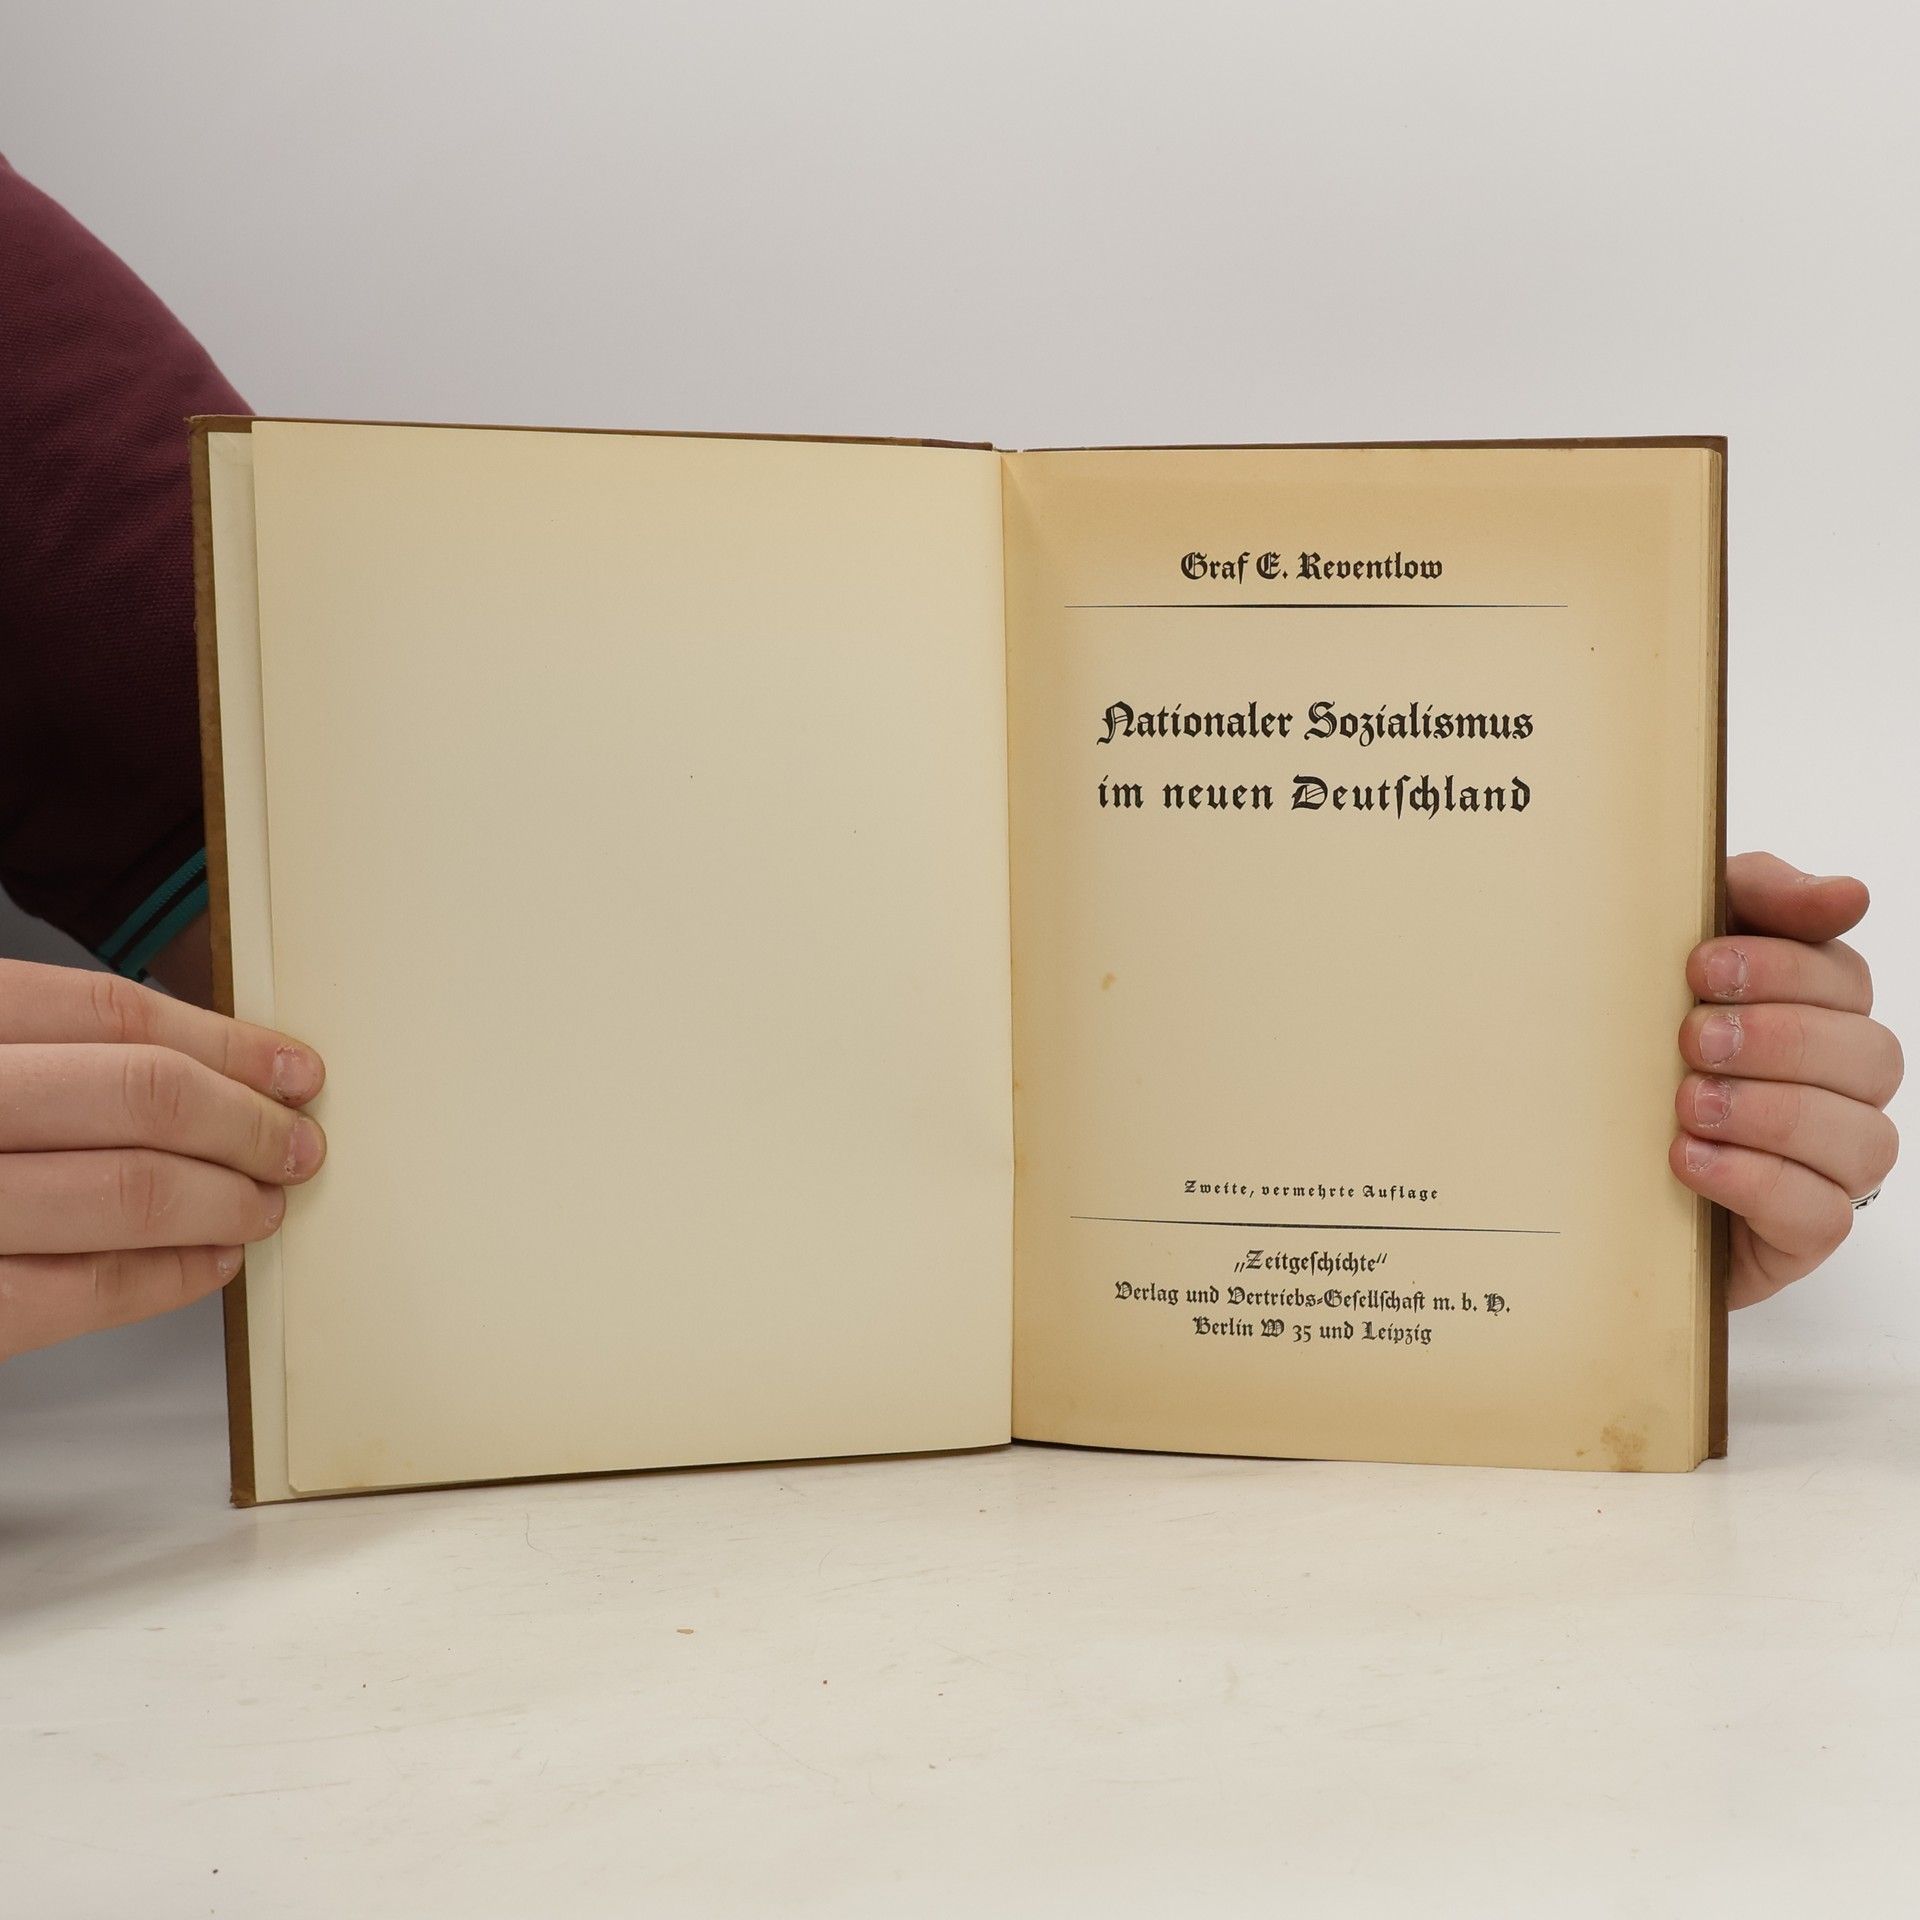 Graf E. Reventlow
Nationaler Sozialismus
im neuen Deutſchland
Zweite, vermehrte Auflage
„Zeitgeſchichte"
Verlag und Vertriebs-Geſellſchaft m. b. H.
Berlin W 35 und Leipzig